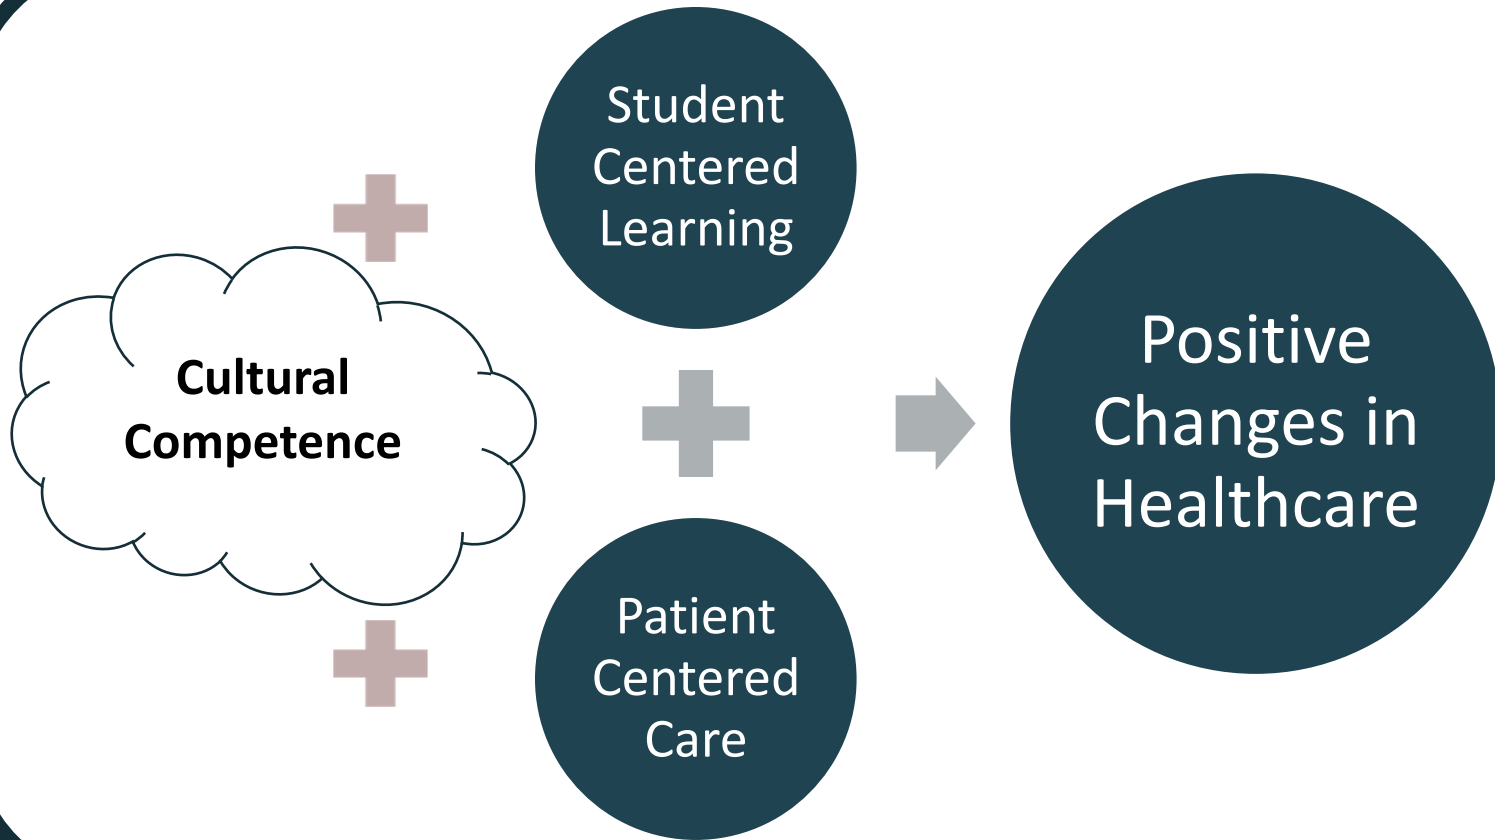 Cultural
Competence
Student
Centered
Learning
Patient
Centered
Care
Positive
Changes in
Healthcare